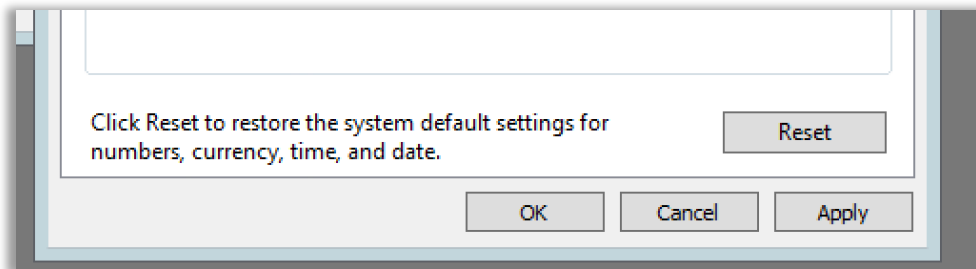 Click Reset to restore the system default settings for
numbers, currency, time, and date.
Reset
OK
Cancel
Apply